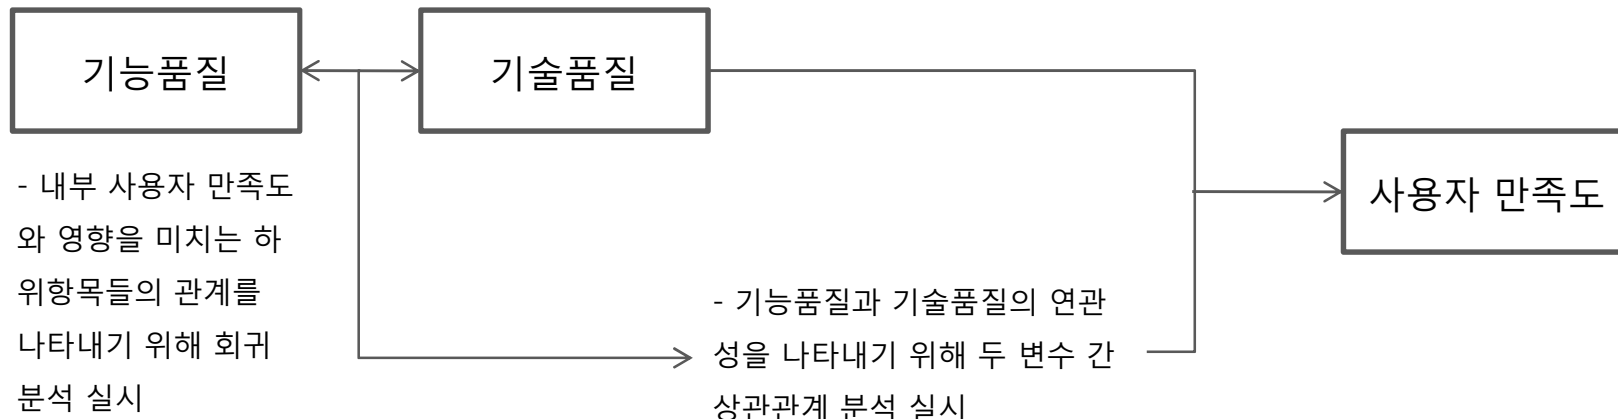 기능품질
기술품질
사용자 만족도
- 내부 사용자 만족도
와 영향을 미치는 하
위항목들의 관계를
나타내기 위해 회귀
분석 실시
- 기능품질과 기술품질의 연관
성을 나타내기 위해 두 변수 간
상관관계 분석 실시